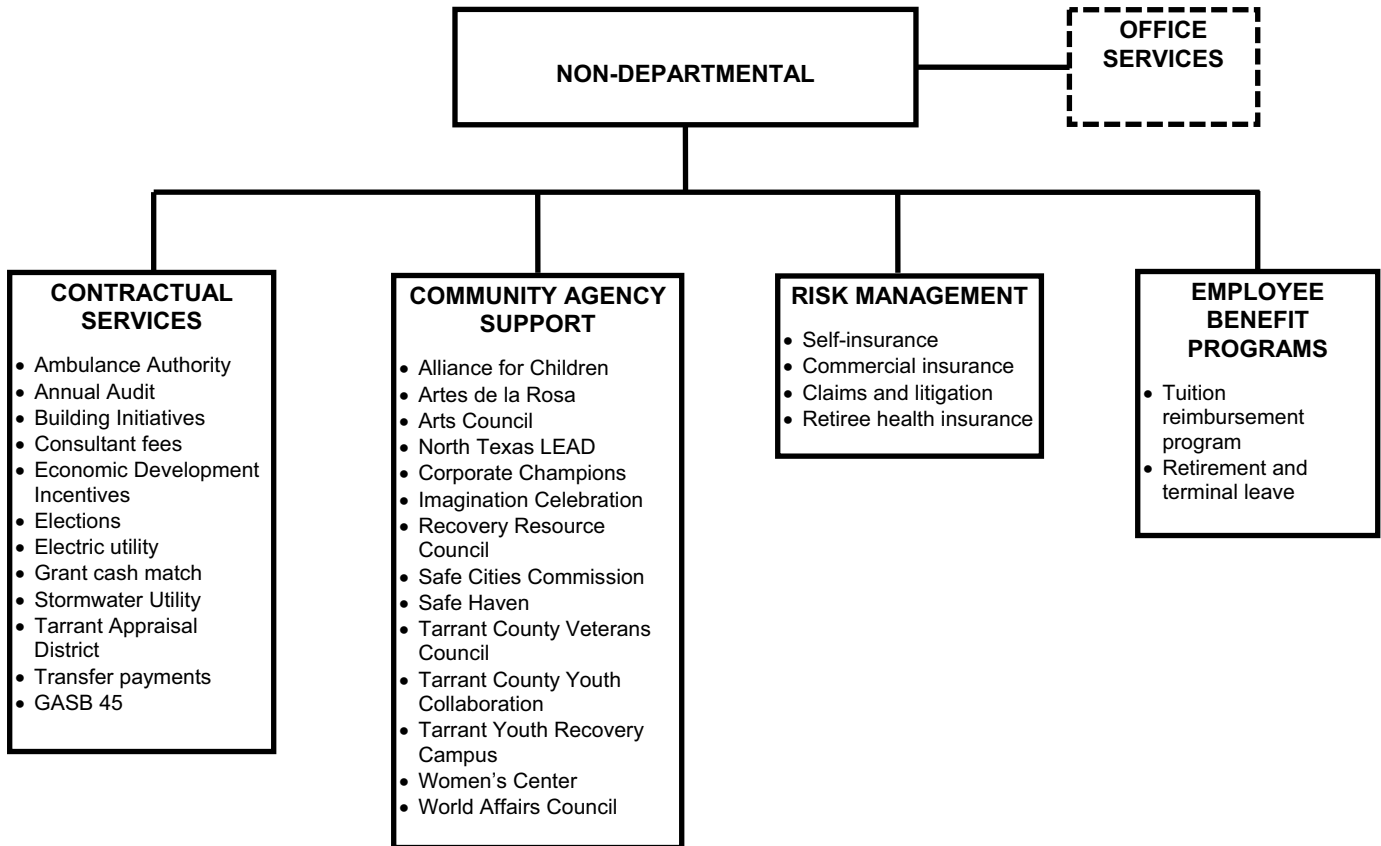 NON-DEPARTMENTAL
OFFICE
SERVICES
CONTRACTUAL
SERVICES
• Ambulance Authority
• Annual Audit
• Building Initiatives
• Consultant fees
• Economic Development
Incentives
• Elections
• Electric utility
• Grant cash match
• Stormwater Utility
• Tarrant Appraisal
District
• Transfer payments
• GASB 45
COMMUNITY AGENCY
SUPPORT
• Alliance for Children
• Artes de la Rosa
• Arts Council
• North Texas LEAD
• Corporate Champions
• Imagination Celebration
• Recovery Resource
Council
• Safe Cities Commission
• Safe Haven
• Tarrant County Veterans
Council
• Tarrant County Youth
Collaboration
• Tarrant Youth Recovery
Campus
• Women’s Center
• World Affairs Council
RISK MANAGEMENT
• Self-insurance
• Commercial insurance
• Claims and litigation
• Retiree health insurance
EMPLOYEE
BENEFIT
PROGRAMS
• Tuition
reimbursement
program
• Retirement and
terminal leave